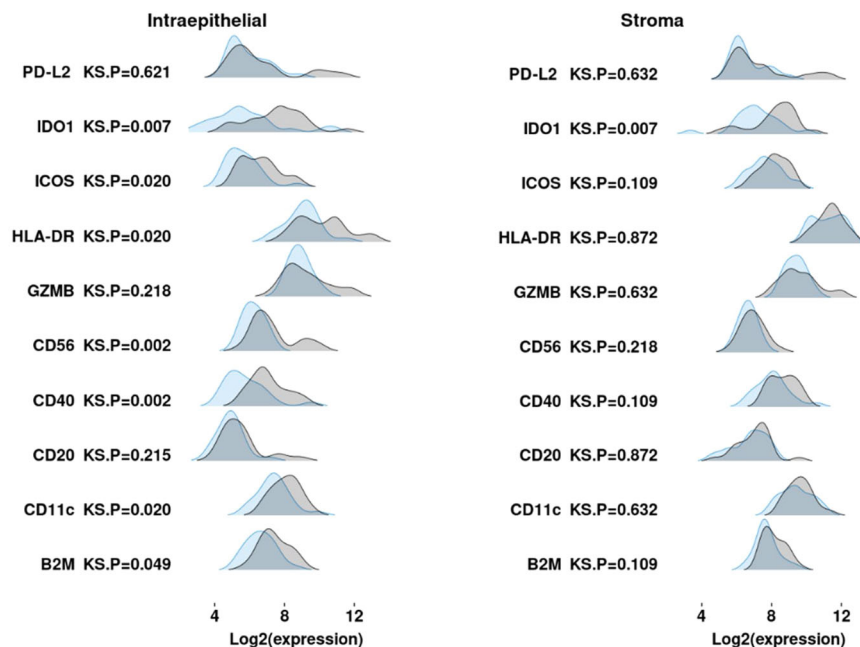 Intraepithelial
PD-L2 KS.P=0.621
IDO1 KS.P=0.007
ICOS KS.P=0.020
HLA-DR KS.P=0.020
GZMB KS.P=0.218
CD56 KS.P=0.002
CD40 KS.P=0.002
CD20 KS.P=0.215
CD11c KS.P=0.020
B2M KS.P=0.049
4 8 12
Log2(expression)
Stroma
PD-L2 KS.P=0.632
IDO1 KS.P=0.007
ICOS KS.P=0.109
HLA-DR KS.P=0.872
GZMB KS.P=0.632
CD56 KS.P=0.218
CD40 KS.P=0.109
CD20 KS.P=0.872
CD11c KS.P=0.632
B2M KS.P=0.109
4 8 12
Log2(expression)